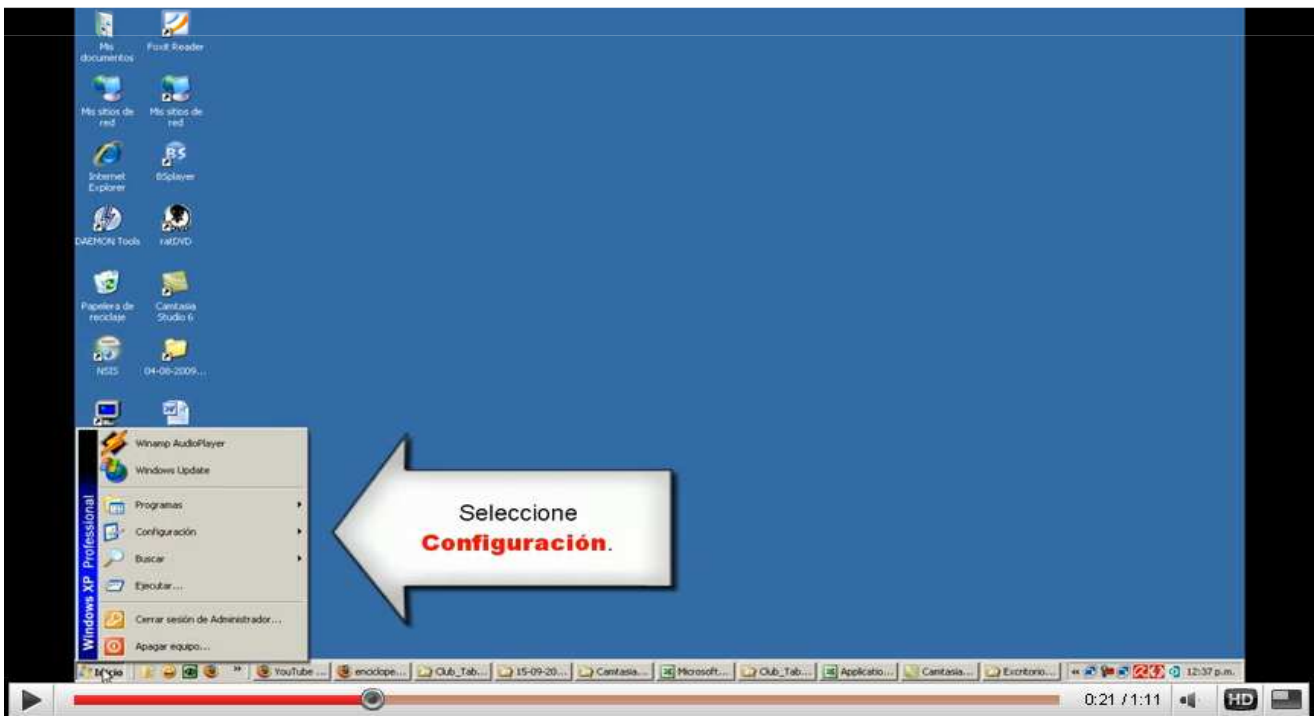 Mis documentos
Foxit Reader
Mis sitios de red
Mis sitios de red
Internet Explorer
BSplayer
DAEMON Tools
ratDVD
Papelera de reciclaje
Camtasia Studio 6
NSIS
04-08-2009...
Winamp AudioPlayer
Windows Update
Programas
Configuración
Buscar
Ejecutar...
Cerrar sesión de Administrador...
Apagar equipo...
Windows XP Professional
Seleccione
Configuración.
Inicio
YouTube ...
enciclope...
Club_Tab...
15-09-20...
Camtasia...
Microsoft...
Club_Tab...
Applicatio...
Camtasia...
Escritorio...
12:37 p.m.
0:21 / 1:11
HD